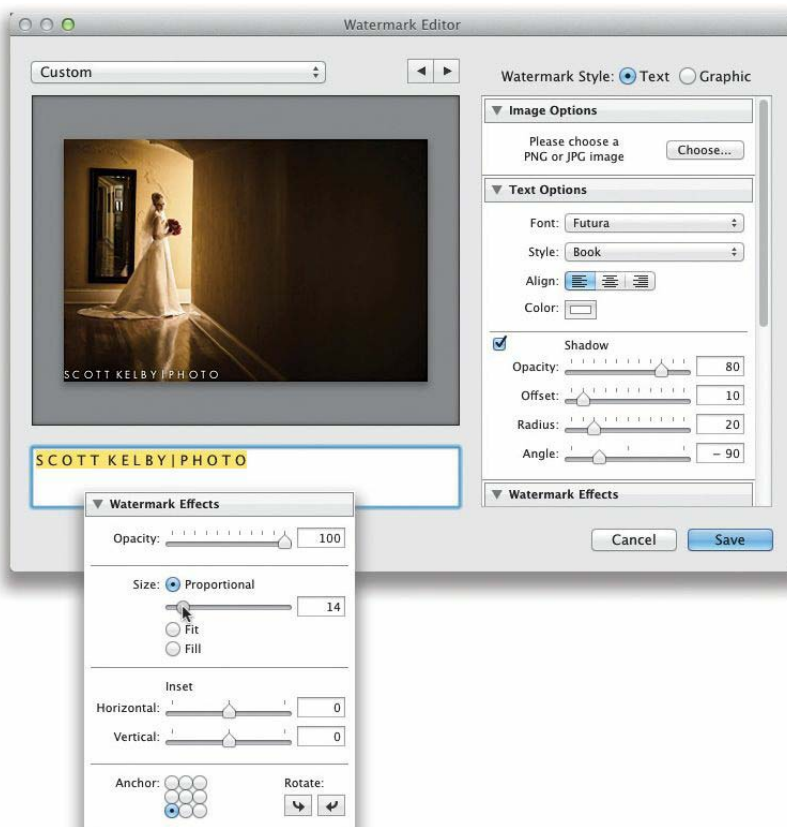 Watermark Editor
Custom
Watermark Style: Text Graphic
Image Options
Please choose a
PNG or JPG image
Choose...
Text Options
Font: Futura
Style: Book
Align:
Color:
Shadow
Opacity: 80
Offset: 10
Radius: 20
Angle: – 90
Watermark Effects
Cancel Save
SCOTT KELBY|PHOTO
SCOTT KELBY|PHOTO
Watermark Effects
Opacity: 100
Size: Proportional
14
Fit
Fill
Inset
Horizontal: 0
Vertical: 0
Anchor: Rotate: